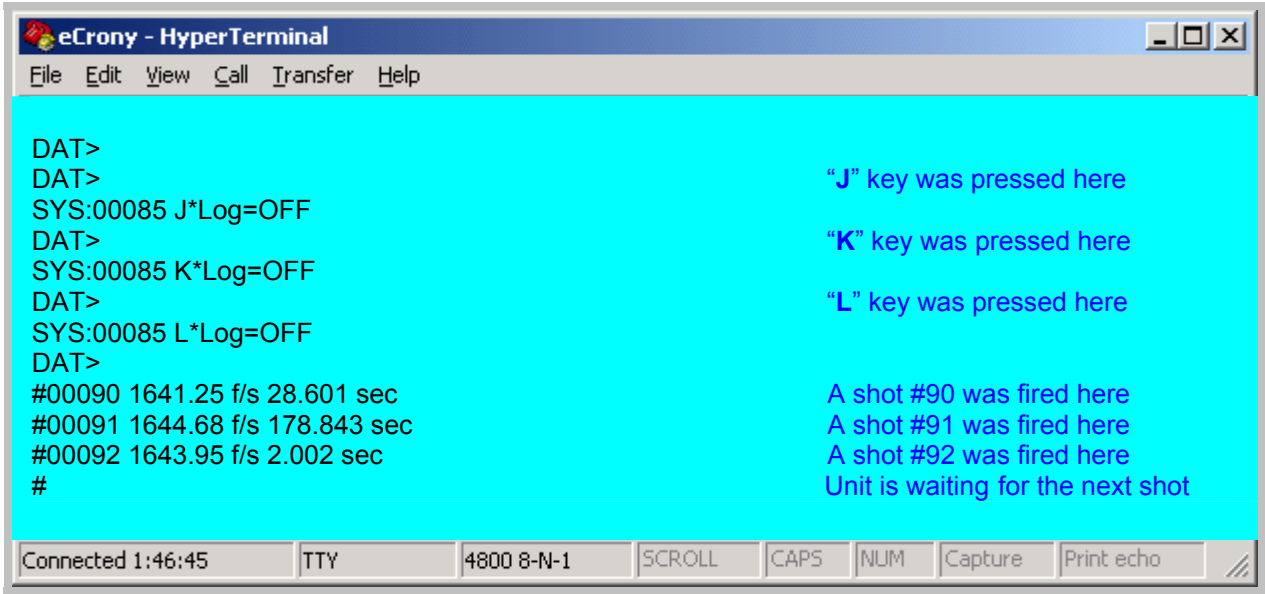 eCrony - HyperTerminal
File Edit View Call Transfer Help
DAT>
DAT> “J” key was pressed here
SYS:00085 J*Log=OFF
DAT> “K” key was pressed here
SYS:00085 K*Log=OFF
DAT> “L” key was pressed here
SYS:00085 L*Log=OFF
DAT>
#00090 1641.25 f/s 28.601 sec A shot #90 was fired here
#00091 1644.68 f/s 178.843 sec A shot #91 was fired here
#00092 1643.95 f/s 2.002 sec A shot #92 was fired here
# Unit is waiting for the next shot
Connected 1:46:45 TTY 4800 8-N-1 SCROLL CAPS NUM Capture Print echo